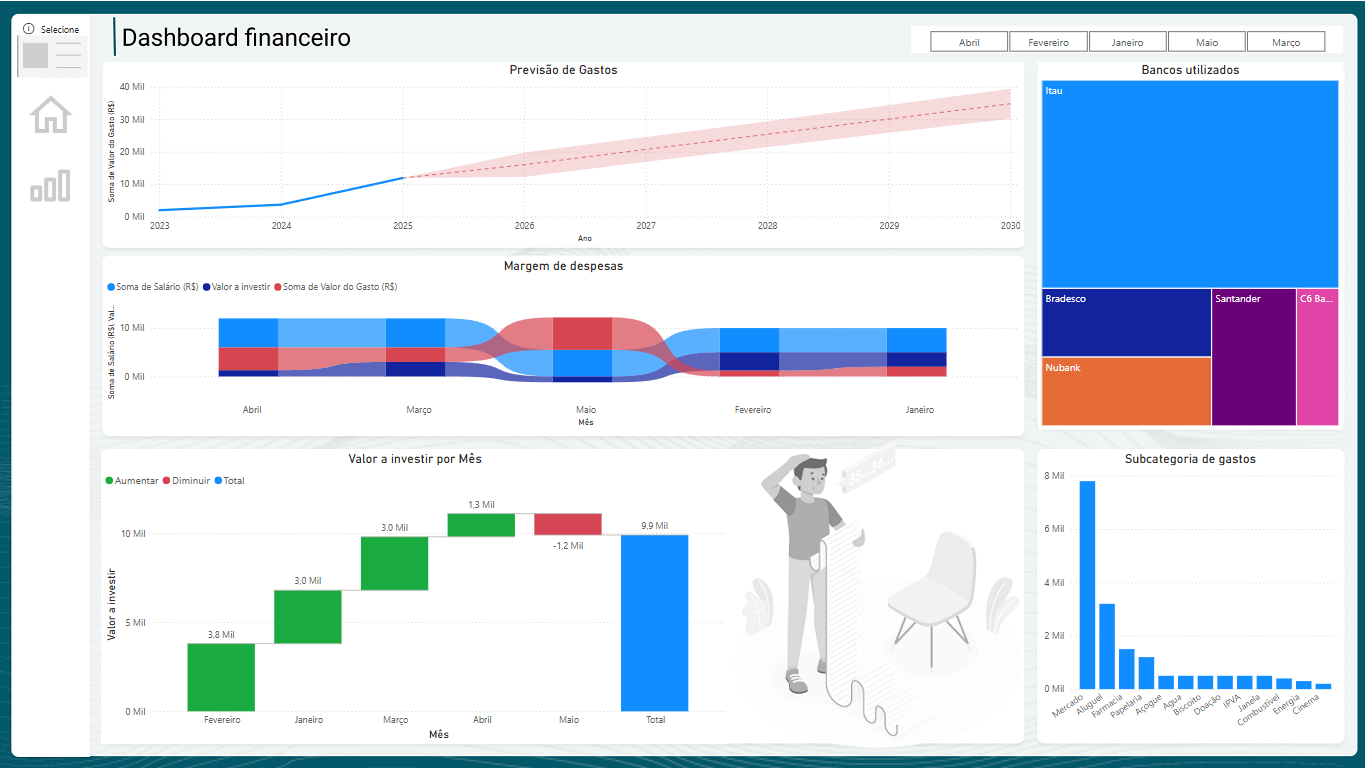 Selecione
Dashboard financeiro
Abril Fevereiro Janeiro Maio Março
Previsão de Gastos
Soma de Valor do Gasto (R$)
40 Mil
30 Mil
20 Mil
10 Mil
0 Mil
2023 2024 2025 2026 2027 2028 2029 2030
Ano
Bancos utilizados
Itau
Bradesco
Santander
C6 Ba...
Nubank
Margem de despesas
Soma de Salário (R$) Valor a investir Soma de Valor do Gasto (R$)
Soma de Salário (R$), Val...
10 Mil
0 Mil
Abril Março Maio Fevereiro Janeiro
Mês
Valor a investir por Mês
Aumentar Diminuir Total
Valor a investir
10 Mil
5 Mil
0 Mil
3,8 Mil
3,0 Mil
3,0 Mil
1,3 Mil
-1,2 Mil
9,9 Mil
Fevereiro Janeiro Março Abril Maio Total
Mês
Subcategoria de gastos
8 Mil
6 Mil
4 Mil
2 Mil
0 Mil
Mercado Aluguel Farmacia Papelaria Açogue Agua Biscoito Doação IPVA Janela Combustivel Energia Cinema